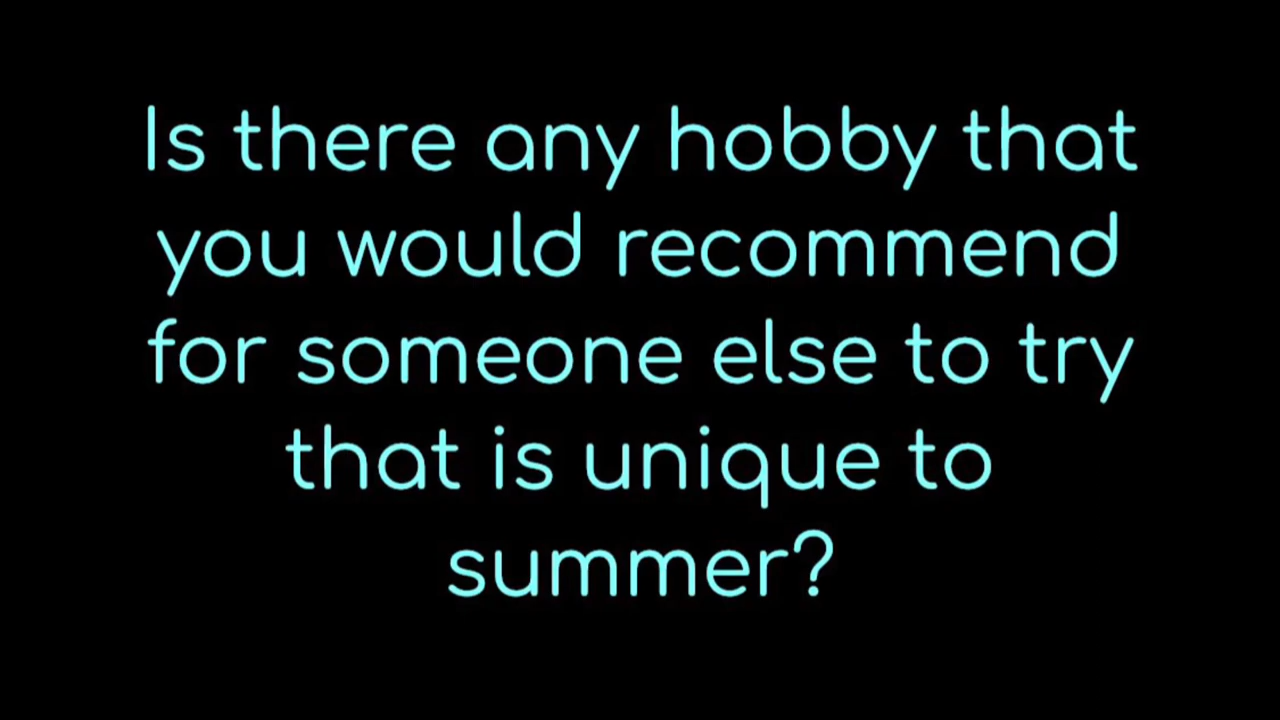 Is there any hobby that
you would recommend
for someone else to try
that is unique to
summer?